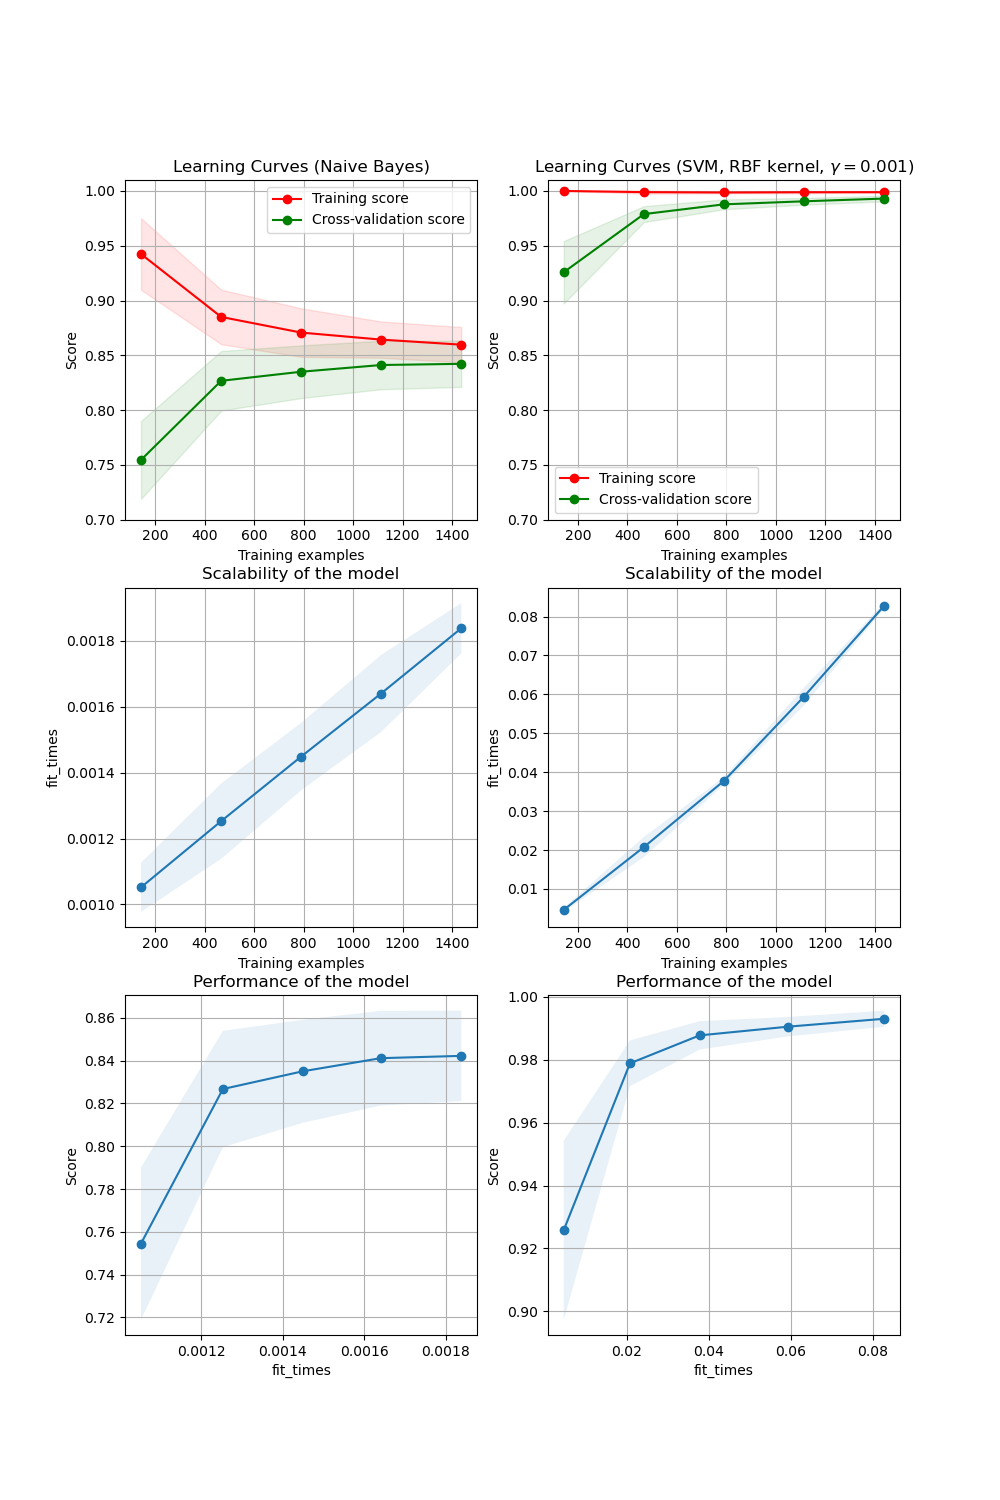 Learning Curves (Naive Bayes)
1.00
0.95
0.90
0.85
0.80
0.75
0.70
Score
Training score
Cross-validation score
200 400 600 800 1000 1200 1400
Training examples
Learning Curves (SVM, RBF kernel, γ = 0.001)
1.00
0.95
0.90
0.85
0.80
0.75
0.70
Score
Training score
Cross-validation score
200 400 600 800 1000 1200 1400
Training examples
Scalability of the model
0.0018
0.0016
0.0014
0.0012
0.0010
fit_times
200 400 600 800 1000 1200 1400
Training examples
Scalability of the model
0.08
0.07
0.06
0.05
0.04
0.03
0.02
0.01
fit_times
200 400 600 800 1000 1200 1400
Training examples
Performance of the model
0.86
0.84
0.82
0.80
0.78
0.76
0.74
0.72
Score
0.0012 0.0014 0.0016 0.0018
fit_times
Performance of the model
1.00
0.98
0.96
0.94
0.92
0.90
Score
0.02 0.04 0.06 0.08
fit_times